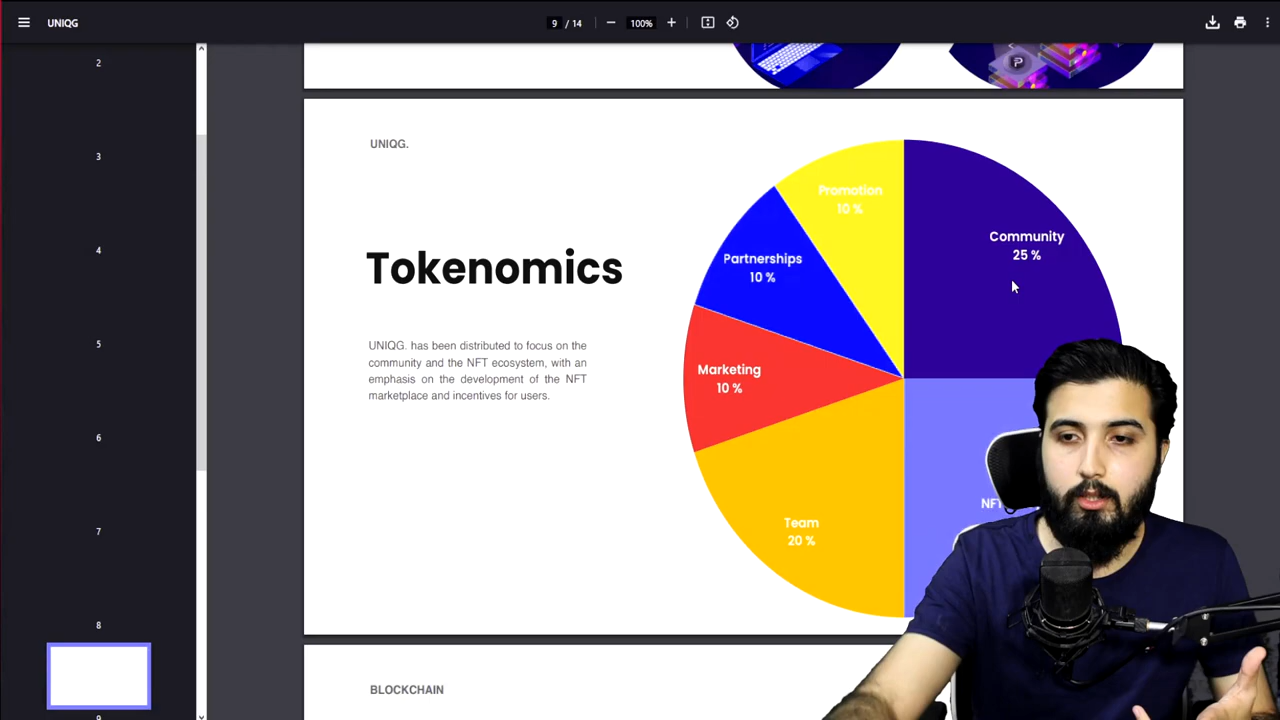 UNIQG
9 / 14
100%
2
3
4
5
6
7
8
9
UNIQG.
Tokenomics
UNIQG. has been distributed to focus on the
community and the NFT ecosystem, with an
emphasis on the development of the NFT
marketplace and incentives for users.
Promotion
10 %
Community
25 %
Partnerships
10 %
Marketing
10 %
Team
20 %
NFT
BLOCKCHAIN